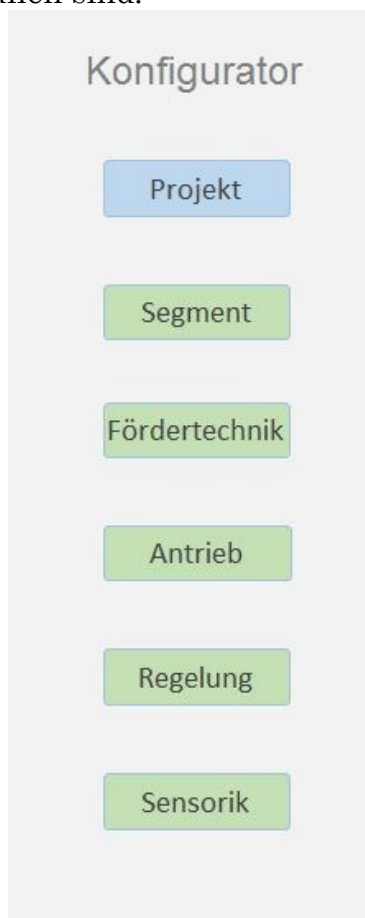 Konfigurator
Projekt
Segment
Fördertechnik
Antrieb
Regelung
Sensorik